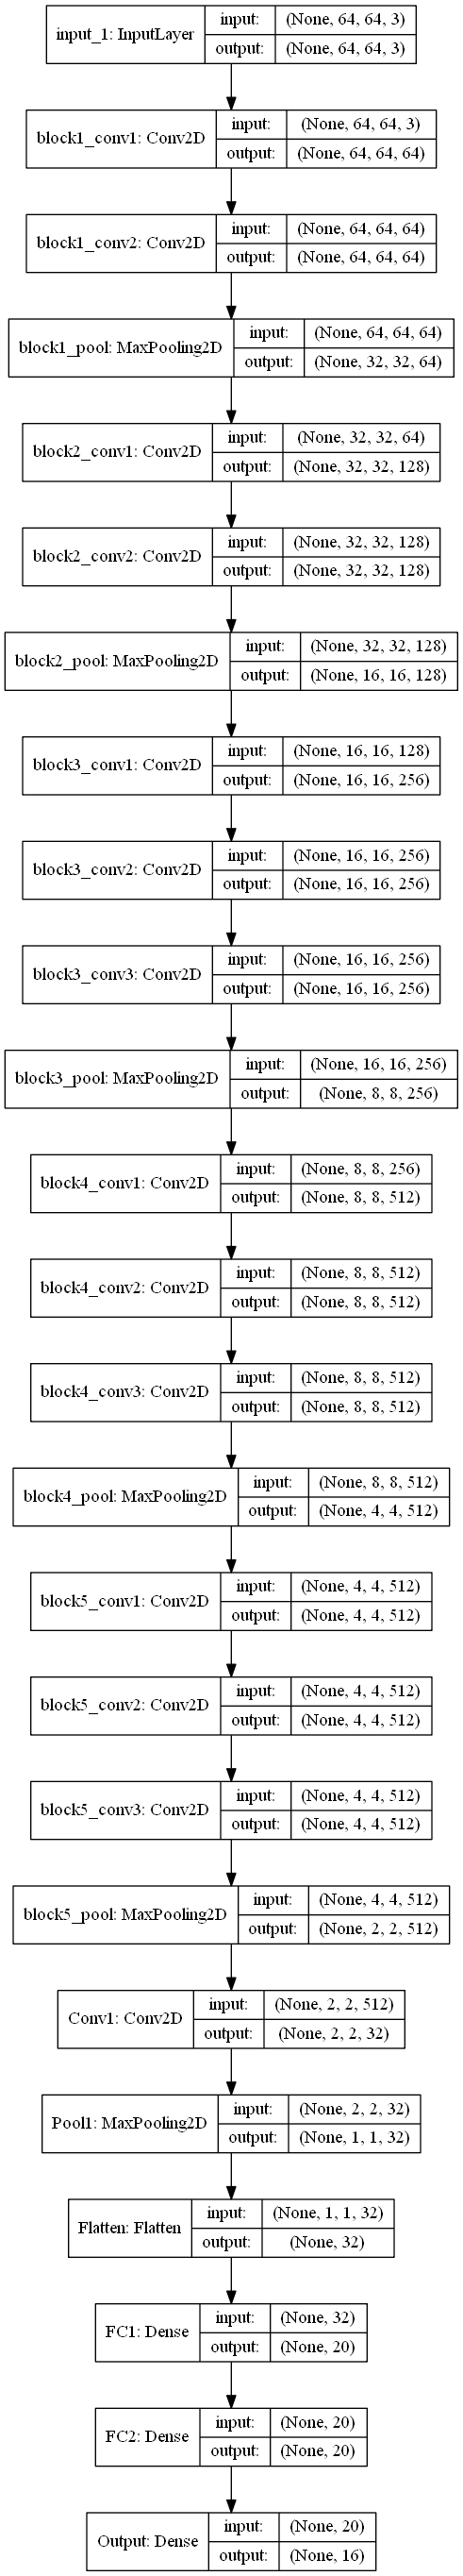 input_1: InputLayer
input: (None, 64, 64, 3)
output: (None, 64, 64, 3)
block1_conv1: Conv2D
input: (None, 64, 64, 3)
output: (None, 64, 64, 64)
block1_conv2: Conv2D
input: (None, 64, 64, 64)
output: (None, 64, 64, 64)
block1_pool: MaxPooling2D
input: (None, 64, 64, 64)
output: (None, 32, 32, 64)
block2_conv1: Conv2D
input: (None, 32, 32, 64)
output: (None, 32, 32, 128)
block2_conv2: Conv2D
input: (None, 32, 32, 128)
output: (None, 32, 32, 128)
block2_pool: MaxPooling2D
input: (None, 32, 32, 128)
output: (None, 16, 16, 128)
block3_conv1: Conv2D
input: (None, 16, 16, 128)
output: (None, 16, 16, 256)
block3_conv2: Conv2D
input: (None, 16, 16, 256)
output: (None, 16, 16, 256)
block3_conv3: Conv2D
input: (None, 16, 16, 256)
output: (None, 16, 16, 256)
block3_pool: MaxPooling2D
input: (None, 16, 16, 256)
output: (None, 8, 8, 256)
block4_conv1: Conv2D
input: (None, 8, 8, 256)
output: (None, 8, 8, 512)
block4_conv2: Conv2D
input: (None, 8, 8, 512)
output: (None, 8, 8, 512)
block4_conv3: Conv2D
input: (None, 8, 8, 512)
output: (None, 8, 8, 512)
block4_pool: MaxPooling2D
input: (None, 8, 8, 512)
output: (None, 4, 4, 512)
block5_conv1: Conv2D
input: (None, 4, 4, 512)
output: (None, 4, 4, 512)
block5_conv2: Conv2D
input: (None, 4, 4, 512)
output: (None, 4, 4, 512)
block5_conv3: Conv2D
input: (None, 4, 4, 512)
output: (None, 4, 4, 512)
block5_pool: MaxPooling2D
input: (None, 4, 4, 512)
output: (None, 2, 2, 512)
Conv1: Conv2D
input: (None, 2, 2, 512)
output: (None, 2, 2, 32)
Pool1: MaxPooling2D
input: (None, 2, 2, 32)
output: (None, 1, 1, 32)
Flatten: Flatten
input: (None, 1, 1, 32)
output: (None, 32)
FC1: Dense
input: (None, 32)
output: (None, 20)
FC2: Dense
input: (None, 20)
output: (None, 20)
Output: Dense
input: (None, 20)
output: (None, 16)